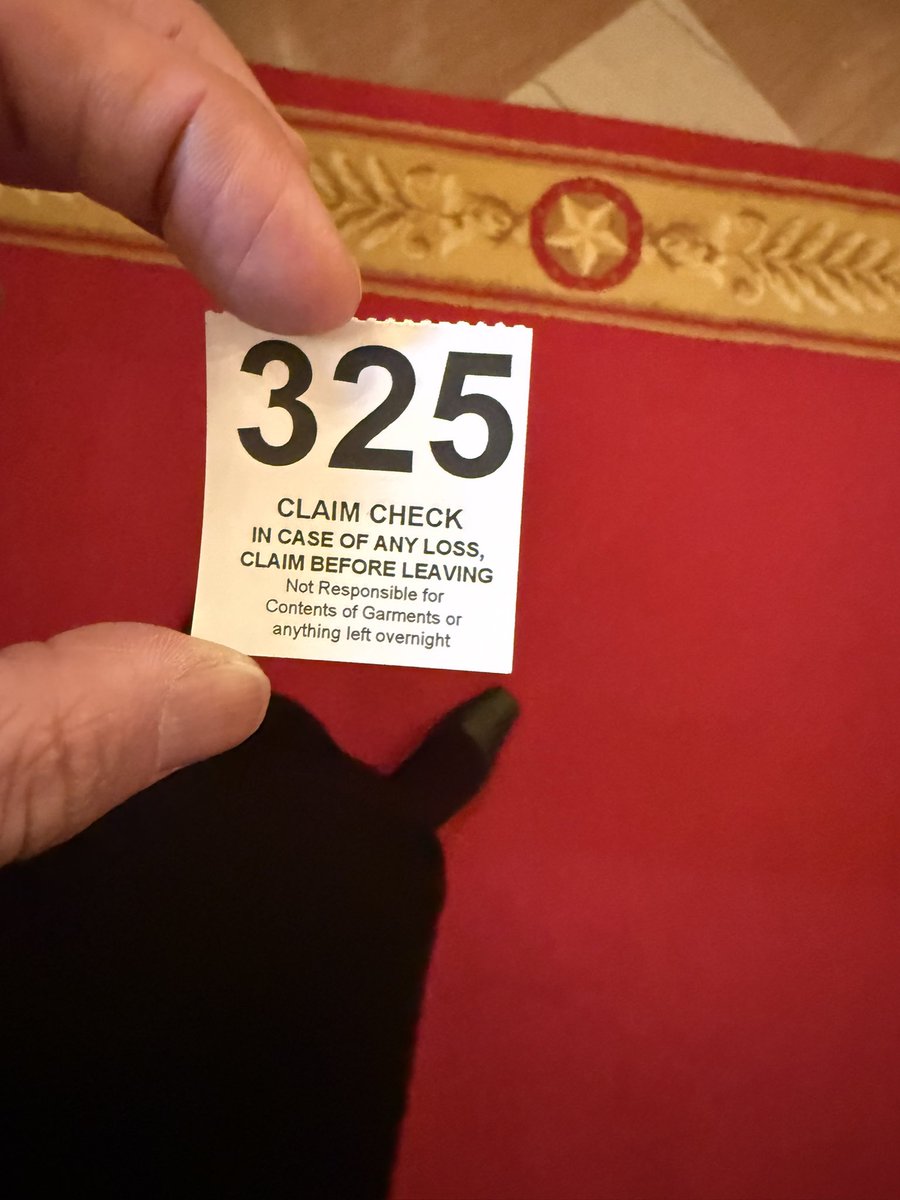 325
CLAIM CHECK
IN CASE OF ANY LOSS,
CLAIM BEFORE LEAVING
Not Responsible for
Contents of Garments or
anything left overnight